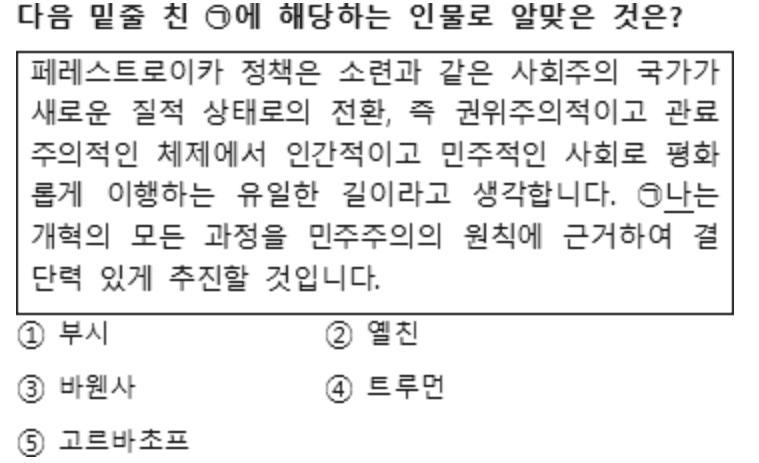 다음 밑줄 친 ㉠에 해당하는 인물로 알맞은 것은?
페레스트로이카 정책은 소련과 같은 사회주의 국가가
새로운 질적 상태로의 전환, 즉 권위주의적이고 관료
주의적인 체제에서 인간적이고 민주적인 사회로 평화
롭게 이행하는 유일한 길이라고 생각합니다. ㉠나는
개혁의 모든 과정을 민주주의의 원칙에 근거하여 결
단력 있게 추진할 것입니다.
① 부시 ② 옐친
③ 바웬사 ④ 트루먼
⑤ 고르바초프